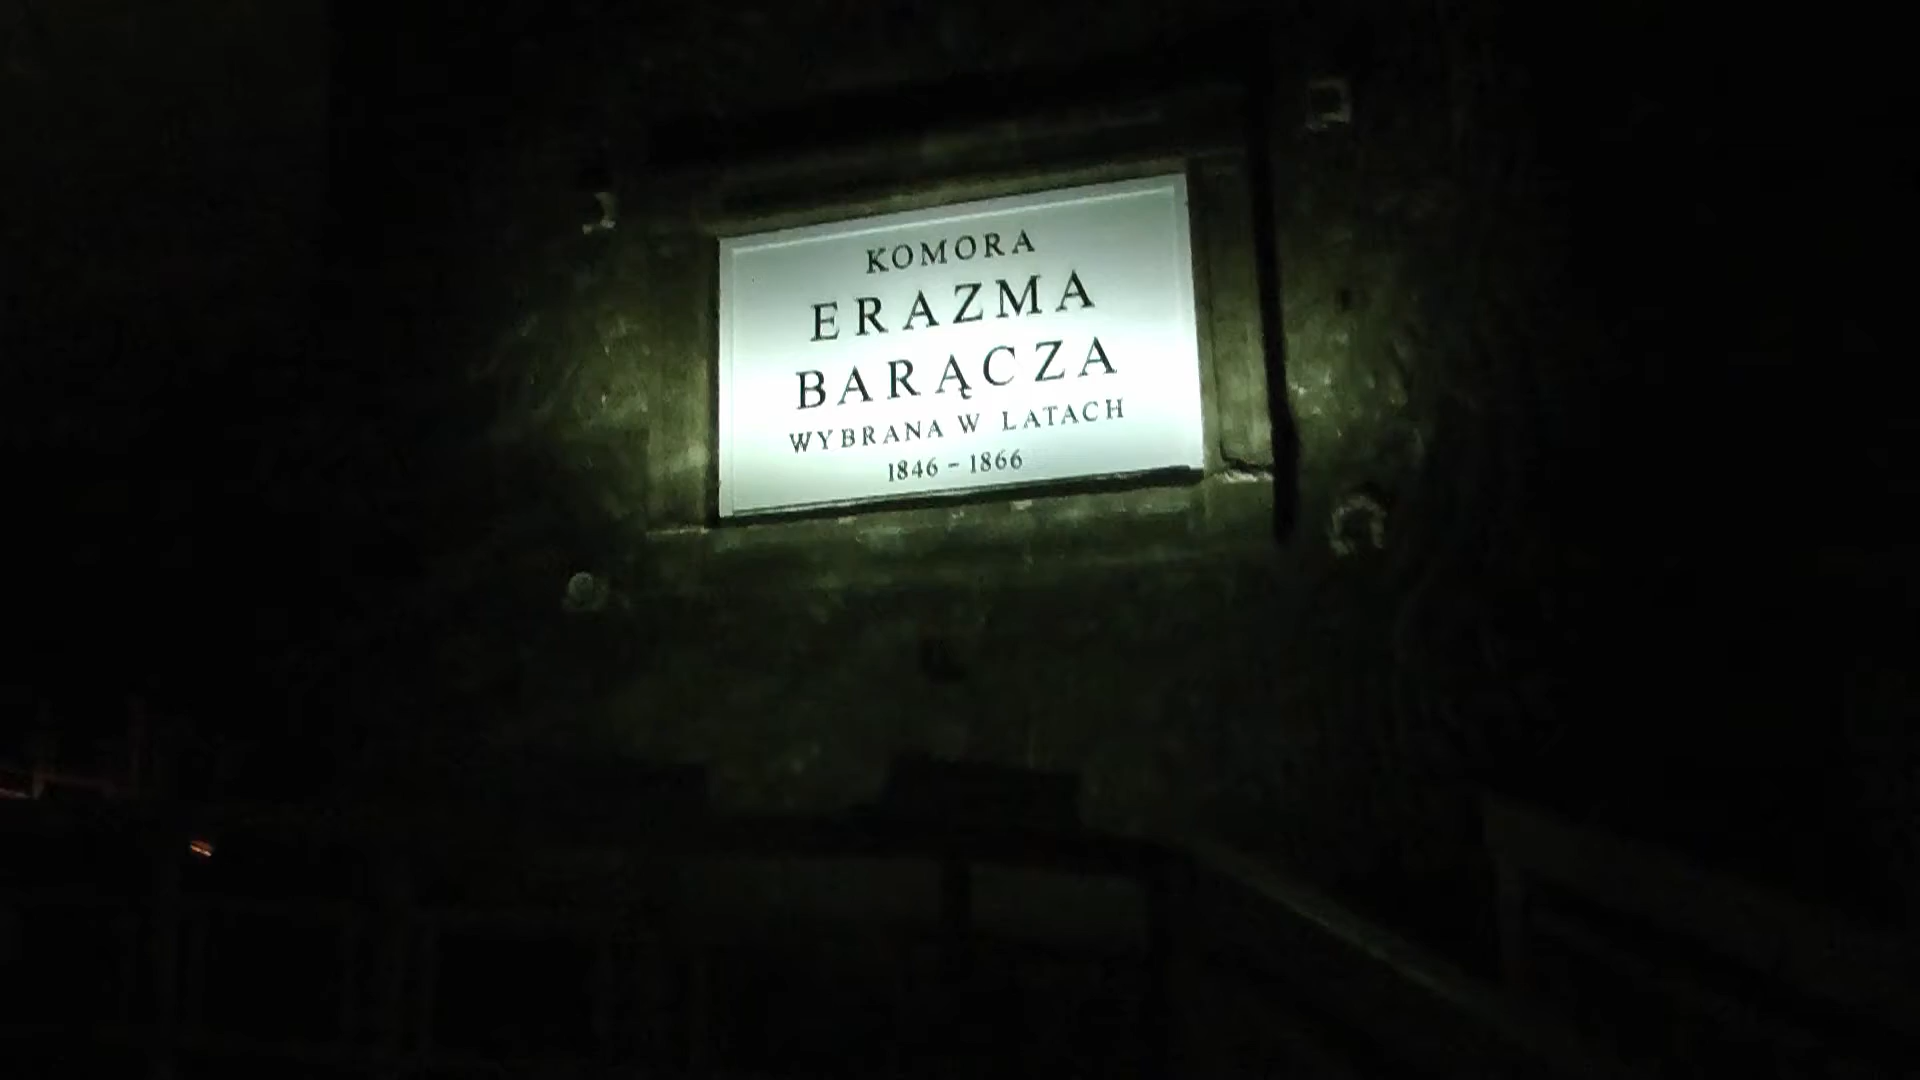 KOMORA
ERAZMA
BARĄCZA
WYBRANA W LATACH
1846 - 1866